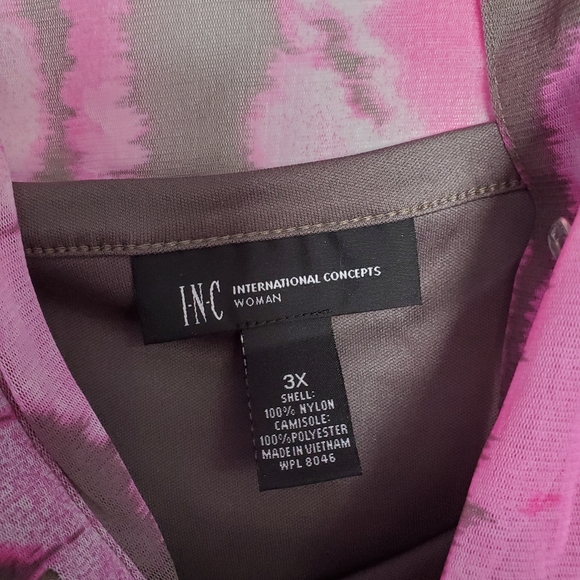 I·N·C INTERNATIONAL CONCEPTS
WOMAN
3X
SHELL:
100% NYLON
CAMISOLE:
100%POLYESTER
MADE IN VIETNAM
WPL 8046